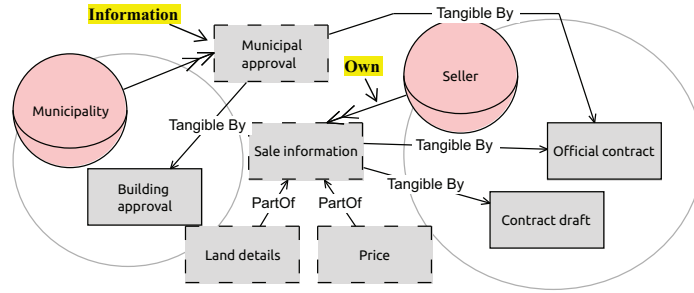 Information
Tangible By
Municipal
approval
Own
Seller
Municipality
Tangible By
Sale information
Tangible By
Official contract
Building
approval
PartOf
PartOf
Tangible By
Contract draft
Land details
Price